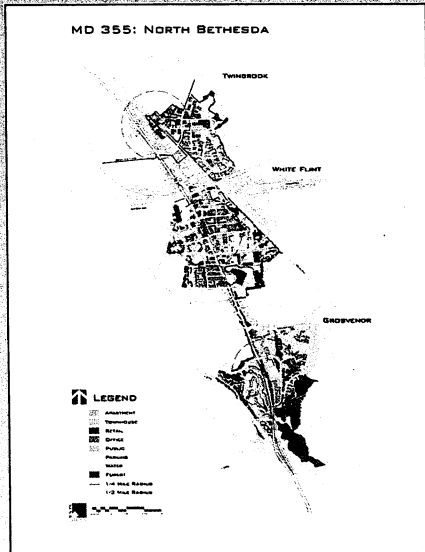 MD 355: NORTH BETHESDA
TWINBROOK
WHITE FLINT
GROSVENOR
LEGEND
APARTMENT
TOWNHOUSE
RETAIL
OFFICE
PUBLIC
PARKING
WATER
FOREST
1/4 MILE RADIUS
1/2 MILE RADIUS